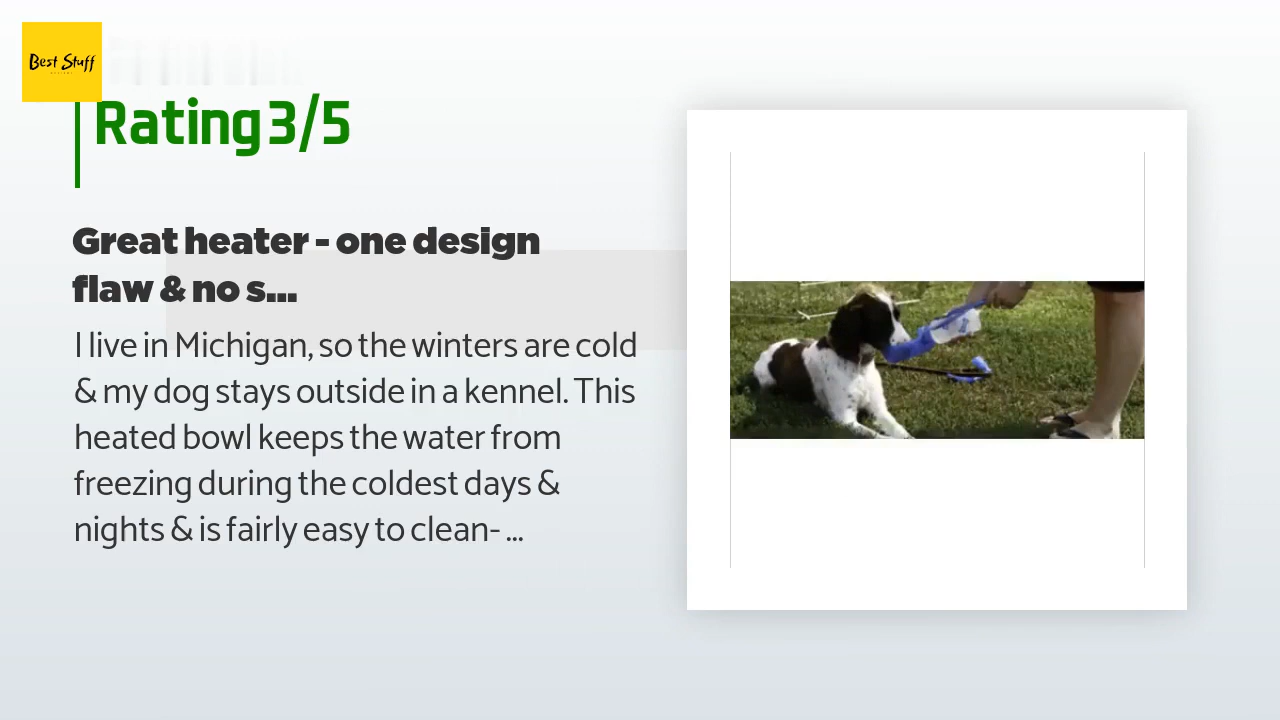 Best Stuff
Rating 3/5
Great heater - one design
flaw & no s...
I live in Michigan, so the winters are cold
& my dog stays outside in a kennel. This
heated bowl keeps the water from
freezing during the coldest days &
nights & is fairly easy to clean- ...